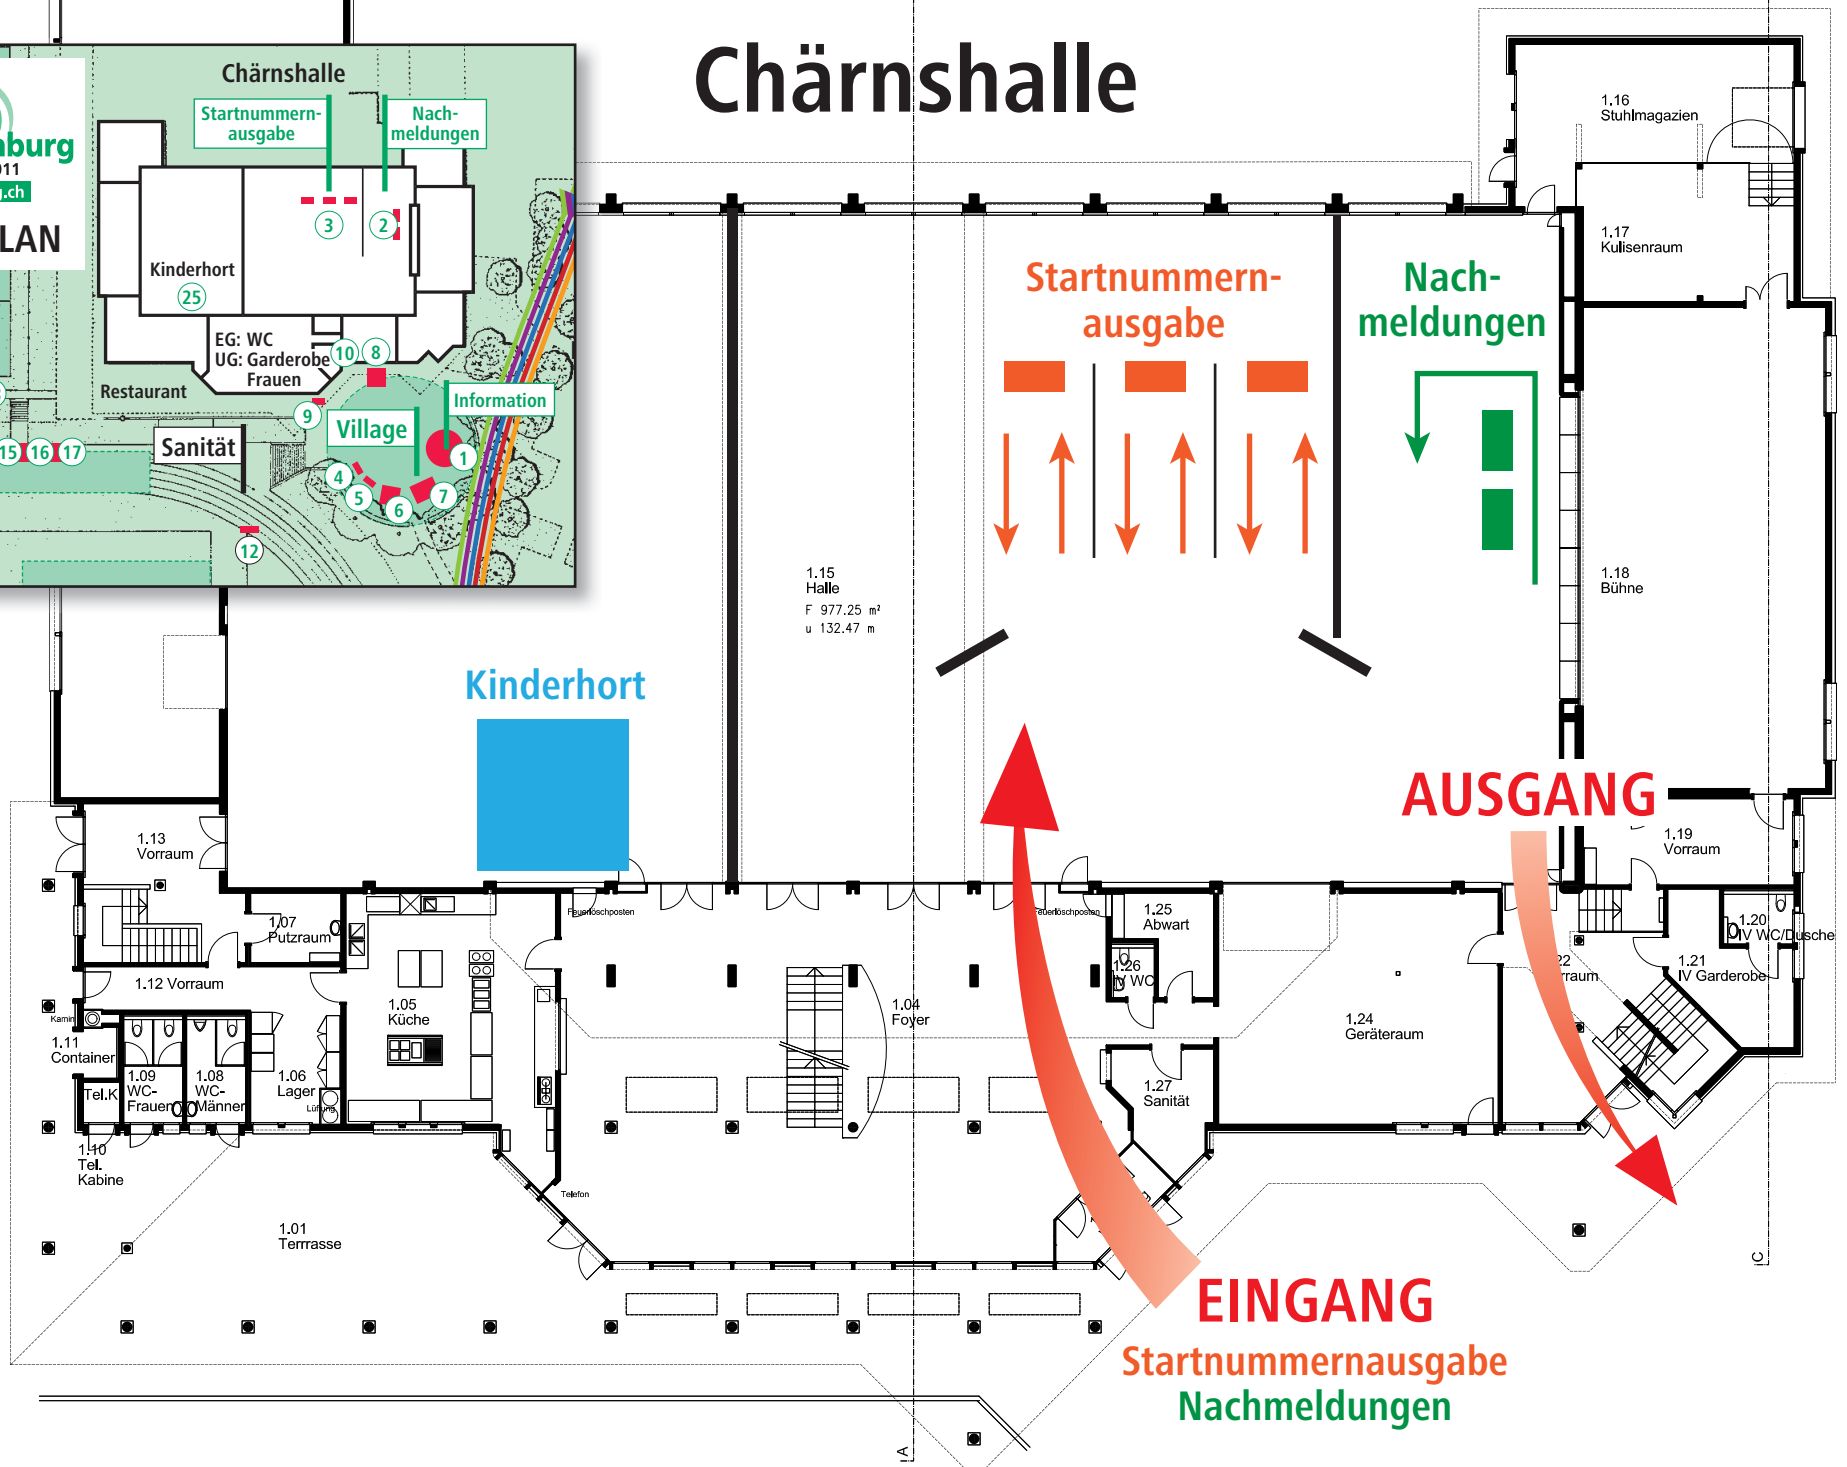 Chärnshalle
Chärnshalle
Startnummern-
ausgabe
Nach-
meldungen
3
2
Kinderhort
25
EG: WC
UG: Garderobe
Frauen
10
8
Restaurant
9
Information
Village
Sanität
1
4
5
6
7
15
16
17
12
LAN
Startnummern-
ausgabe
Nach-
meldungen
1.16
Stuhlmagazien
1.17
Kulisenraum
1.15
Halle
F 977.25 m²
u 132.47 m
1.18
Bühne
Kinderhort
AUSGANG
1.13
Vorraum
1.19
Vorraum
1.07
Putzraum
Feuerlöschposten
1.25
Abwart
1.20
IV WC/Dusche
1.12 Vorraum
1.26
IV WC
1.21
IV Garderobe
1.05
Küche
1.04
Foyer
1.24
Geräteraum
Kamin
1.11
Container
Tel.K
1.09
WC-
Frauen
1.08
WC-
Männer
1.06
Lager
Lüftung
1.27
Sanität
1.10
Tel.
Kabine
Telefon
1.01
Terrrasse
EINGANG
Startnummernausgabe
Nachmeldungen
A
C